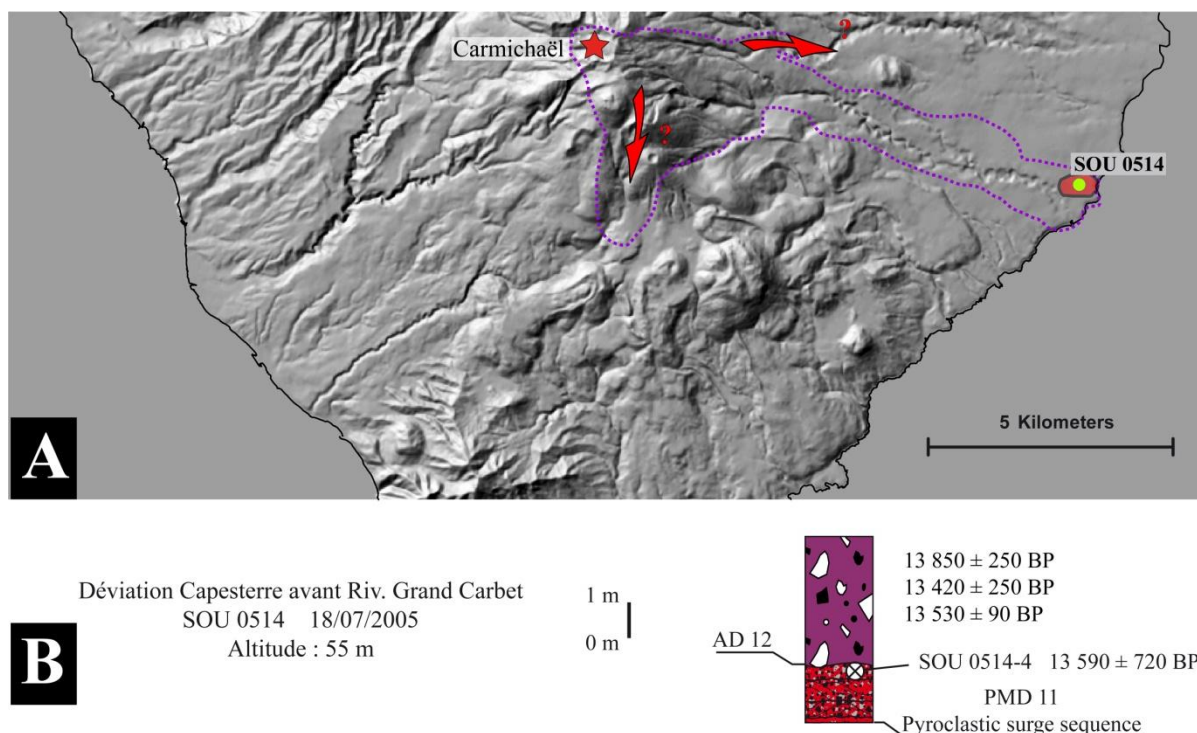 ?
Carmichaël
?
SOU 0514
5 Kilometers
A
Déviation Capesterre avant Riv. Grand Carbet
SOU 0514 18/07/2005
Altitude : 55 m
1 m
0 m
13 850 ± 250 BP
13 420 ± 250 BP
13 530 ± 90 BP
AD 12
SOU 0514-4 13 590 ± 720 BP
PMD 11
Pyroclastic surge sequence
B